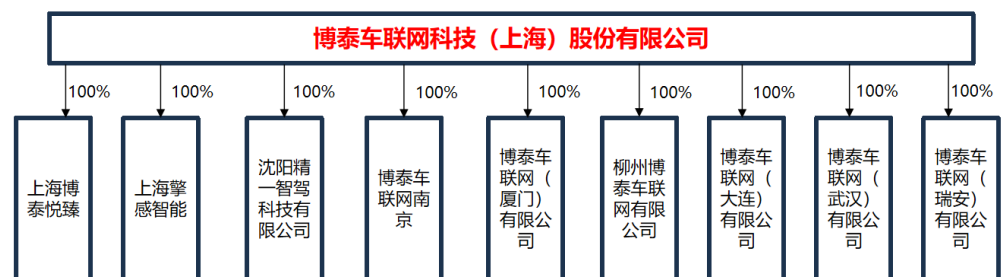 博泰车联网科技（上海）股份有限公司
100%
100%
100%
100%
100%
100%
100%
100%
100%
上海博
泰悦臻
上海擎
感智能
沈阳精
一智驾
科技有
限公司
博泰车
联网南
京
博泰车
联网（
厦门）
有限公
司
柳州博
泰车联
网有限
公司
博泰车
联网（
大连）
有限公
司
博泰车
联网（
武汉）
有限公
司
博泰车
联网（
瑞安）
有限公
司